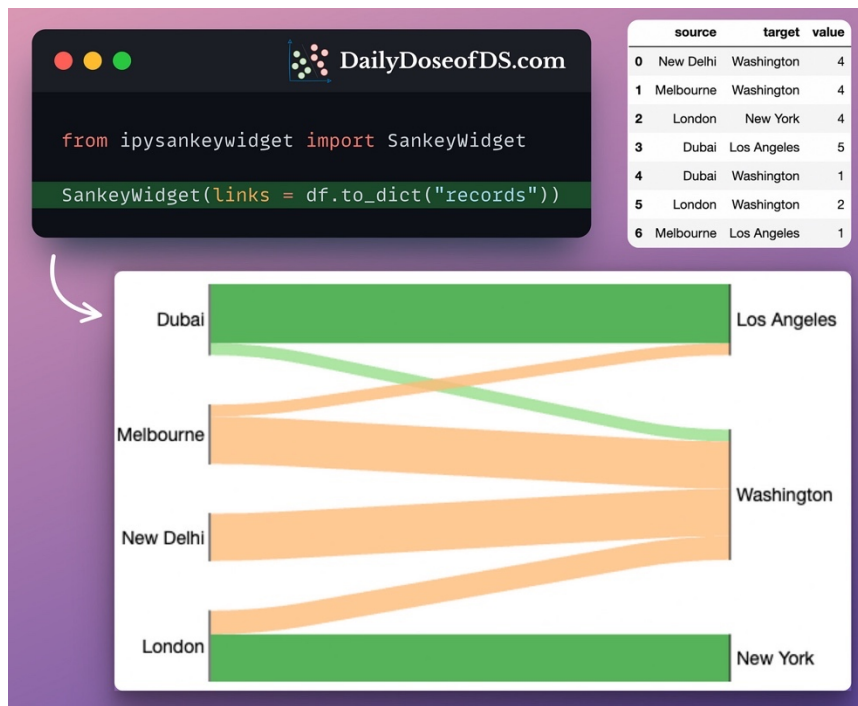 DailyDoseofDS.com
from ipysankeywidget import SankeyWidget
SankeyWidget(links = df.to_dict("records"))
source target value
0 New Delhi Washington 4
1 Melbourne Washington 4
2 London New York 4
3 Dubai Los Angeles 5
4 Dubai Washington 1
5 London Washington 2
6 Melbourne Los Angeles 1
Dubai
Los Angeles
Melbourne
Washington
New Delhi
London
New York